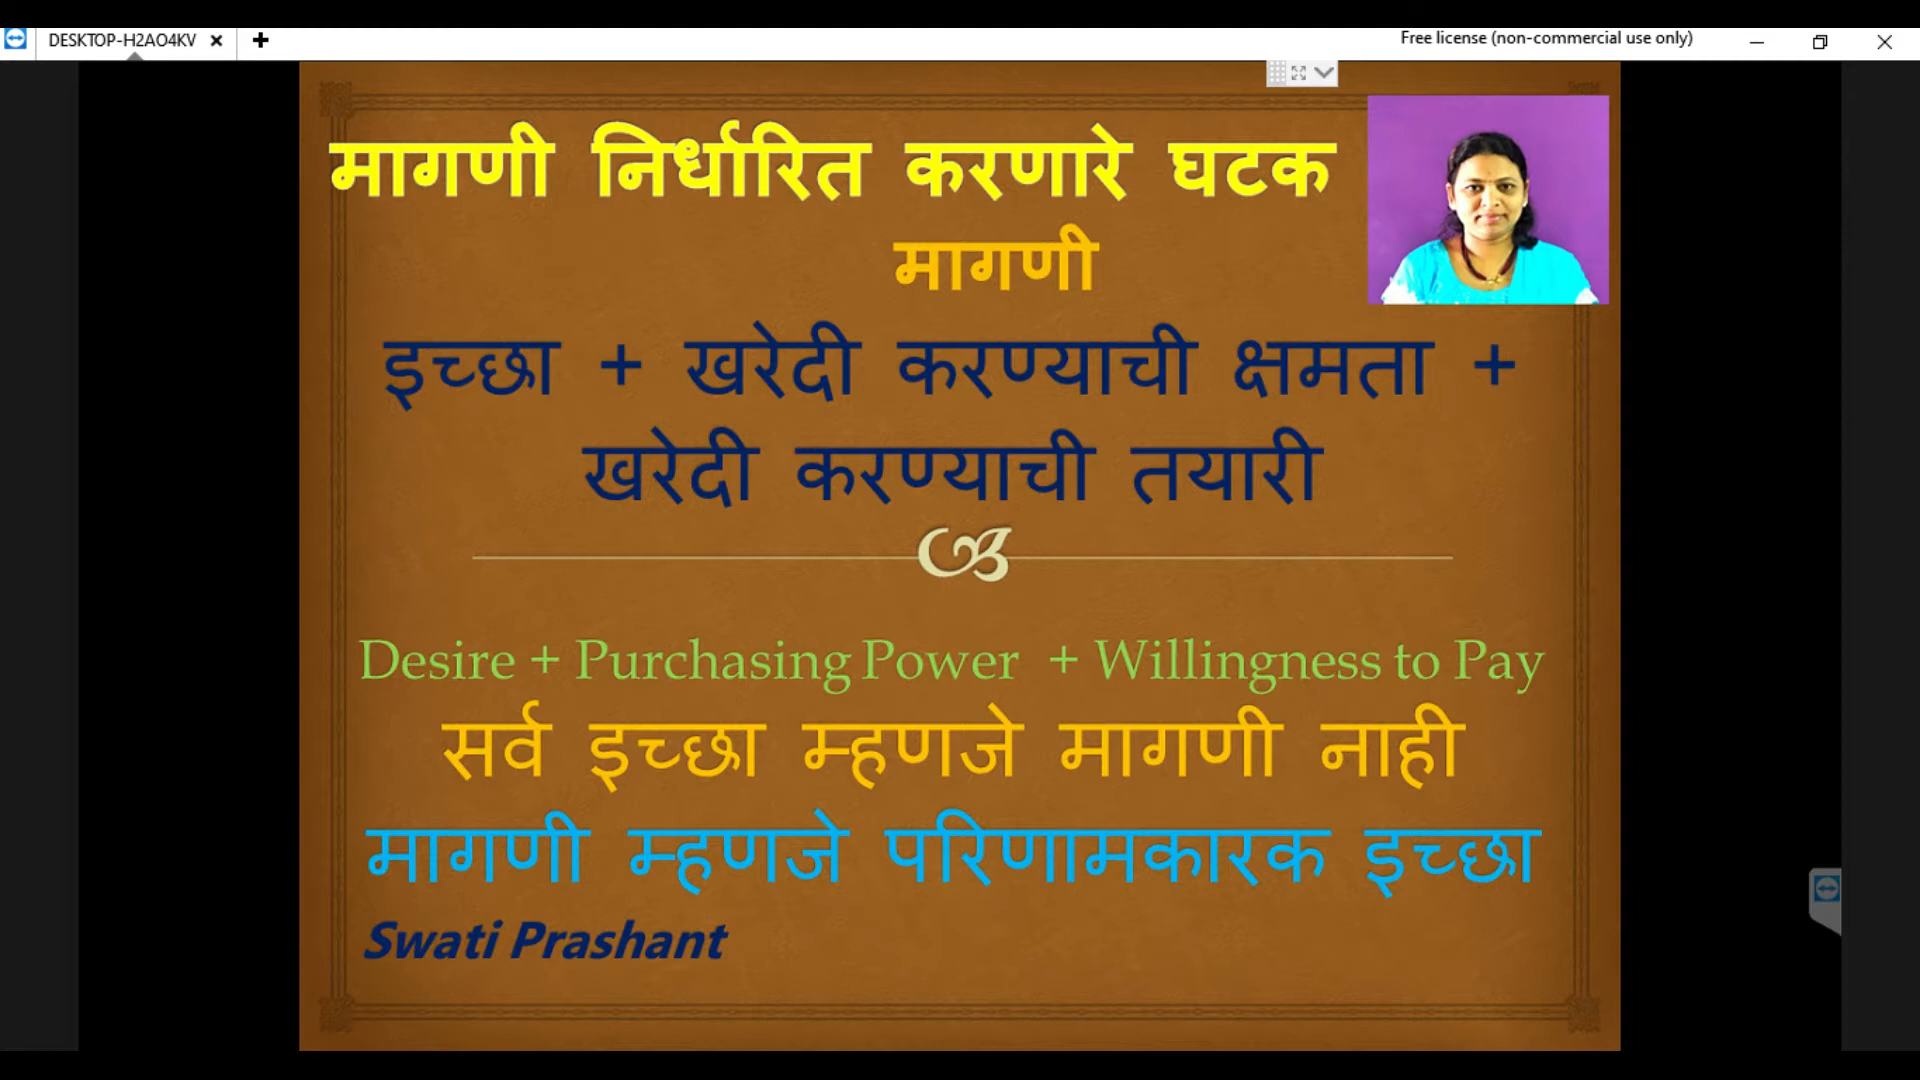 DESKTOP-H2AO4KV
Free license (non-commercial use only)
मागणी निर्धारित करणारे घटक
मागणी
इच्छा + खरेदी करण्याची क्षमता +
खरेदी करण्याची तयारी
Desire + Purchasing Power + Willingness to Pay
सर्व इच्छा म्हणजे मागणी नाही
मागणी म्हणजे परिणामकारक इच्छा
Swati Prashant